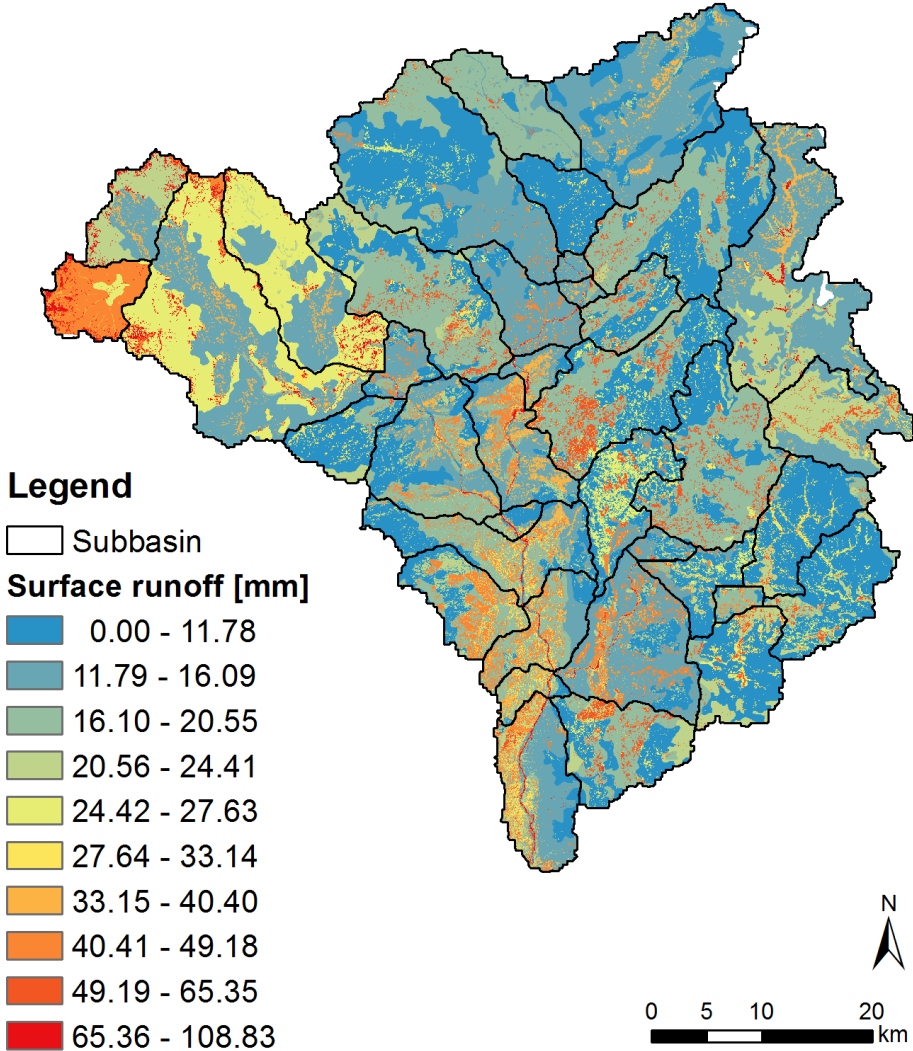 Legend
Subbasin
Surface runoff [mm]
0.00 - 11.78
11.79 - 16.09
16.10 - 20.55
20.56 - 24.41
24.42 - 27.63
27.64 - 33.14
33.15 - 40.40
40.41 - 49.18
49.19 - 65.35
65.36 - 108.83
N
0 5 10 20
km